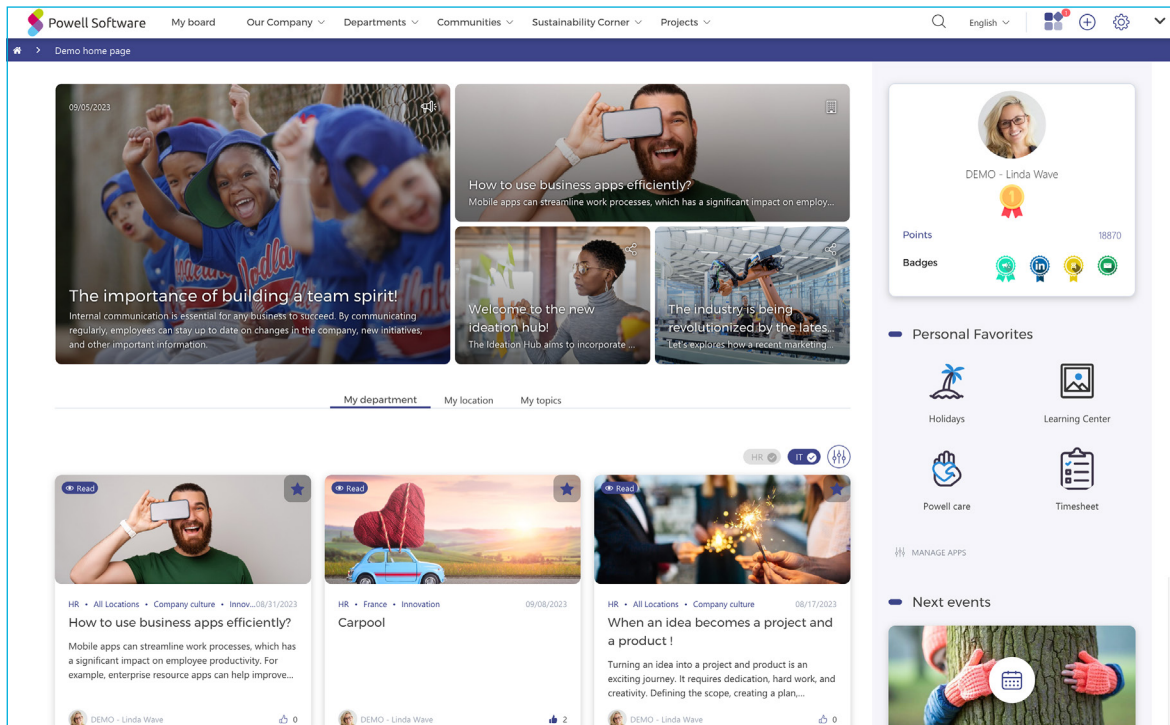 Powell Software
My board
Our Company
Departments
Communities
Sustainability Corner
Projects
English
1
Demo home page
09/05/2023
The importance of building a team spirit!
Internal communication is essential for any business to succeed. By communicating
regularly, employees can stay up to date on changes in the company, new initiatives,
and other important information.
How to use business apps efficiently?
Mobile apps can streamline work processes, which has a significant impact on employ...
Welcome to the new
ideation hub!
The Ideation Hub aims to incorporate ...
The industry is being
revolutionized by the lates...
Let's explores how a recent marketing...
DEMO - Linda Wave
1
Points 18870
Badges
in
Personal Favorites
Holidays
Learning Center
Powell care
Timesheet
MANAGE APPS
Next events
My department
My location
My topics
HR
IT
Read
HR • All Locations • Company culture • Innov...08/31/2023
How to use business apps efficiently?
Mobile apps can streamline work processes, which has
a significant impact on employee productivity. For
example, enterprise resource apps can help improve...
DEMO - Linda Wave
0
Read
HR • France • Innovation 09/08/2023
Carpool
DEMO - Linda Wave
2
Read
HR • All Locations • Company culture 08/17/2023
When an idea becomes a project and
a product !
Turning an idea into a project and product is an
exciting journey. It requires dedication, hard work, and
creativity. Defining the scope, creating a plan,...
DEMO - Linda Wave
0